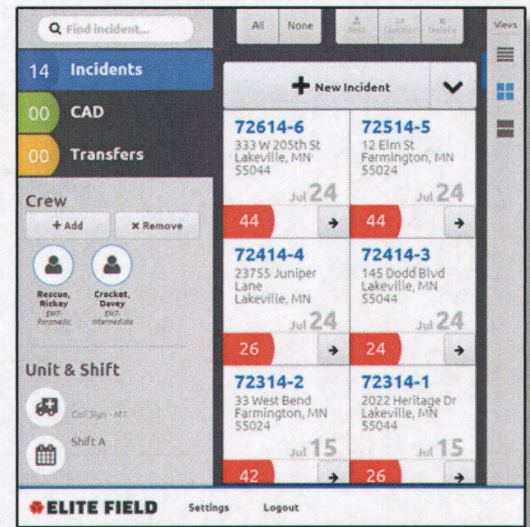 Find incident...
14 Incidents
00 CAD
00 Transfers
Crew
+ Add
× Remove
Rescue,
Rickey
EMT-
Paramedic
Crocket,
Davey
EMT-
Intermediate
Unit & Shift
Call Sign - M1
Shift A
All
None
Post
Transfer
Delete
Views
+ New Incident
72614-6
333 W 205th St
Lakeville, MN
55044
Jul 24
44
72514-5
12 Elm St
Farmington, MN
55024
Jul 24
44
72414-4
23755 Juniper
Lane
Lakeville, MN
Jul 24
26
72414-3
145 Dodd Blvd
Lakeville, MN
55044
Jul 24
24
72314-2
33 West Bend
Farmington, MN
55024
Jul 15
42
72314-1
2022 Heritage Dr
Lakeville, MN
55044
Jul 15
26
ELITE FIELD
Settings
Logout